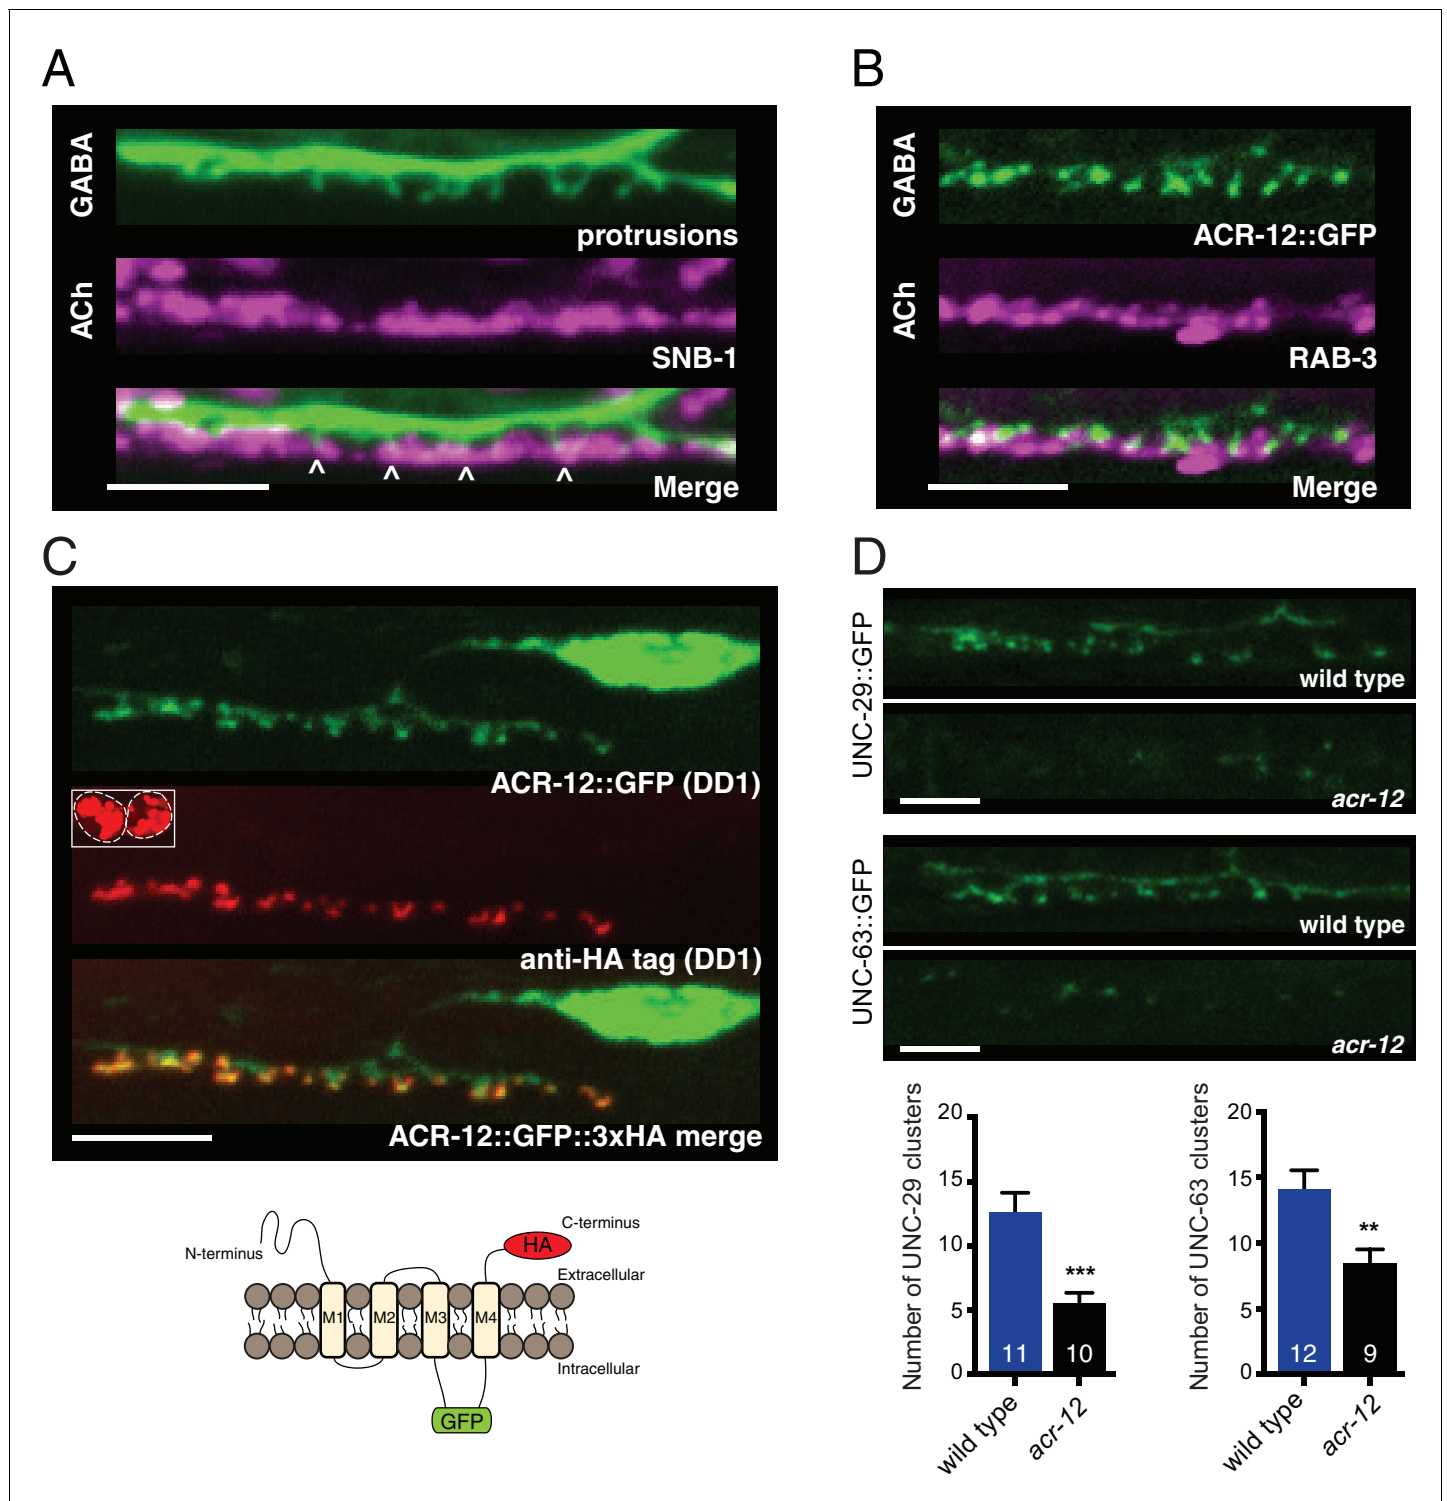 A
GABA
protrusions
ACh
SNB-1
^ ^ ^ ^
Merge
B
GABA
ACR-12::GFP
ACh
RAB-3
Merge
C
ACR-12::GFP (DD1)
anti-HA tag (DD1)
ACR-12::GFP::3xHA merge
N-terminus
C-terminus
HA
Extracellular
M1 M2 M3 M4
Intracellular
GFP
D
UNC-29::GFP
wild type
acr-12
UNC-63::GFP
wild type
acr-12
Number of UNC-29 clusters
20
15
10
5
0
***
11 10
wild type
acr-12
Number of UNC-63 clusters
20
15
10
5
0
**
12 9
wild type
acr-12